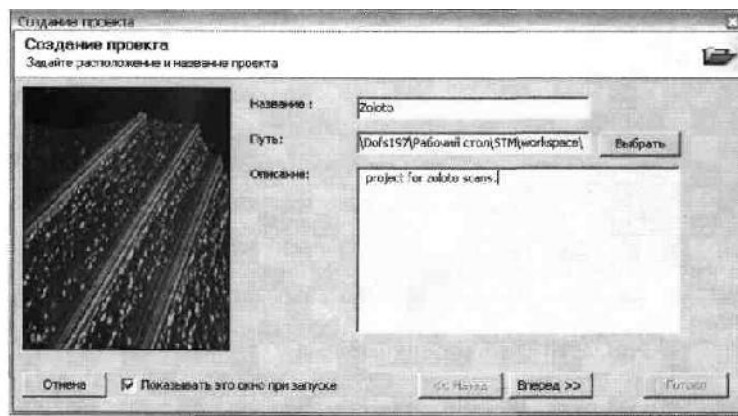 Создание проекта
Создание проекта
Задайте расположение и название проекта
Название :
Zoloto
Путь:
\Dofs197\Рабочий стол\STM\workspace\
Выбрать
Описание:
project for zoloto scans.
Отмена
Показывать это окно при запуске
<< Назад
Вперед >>
Готово